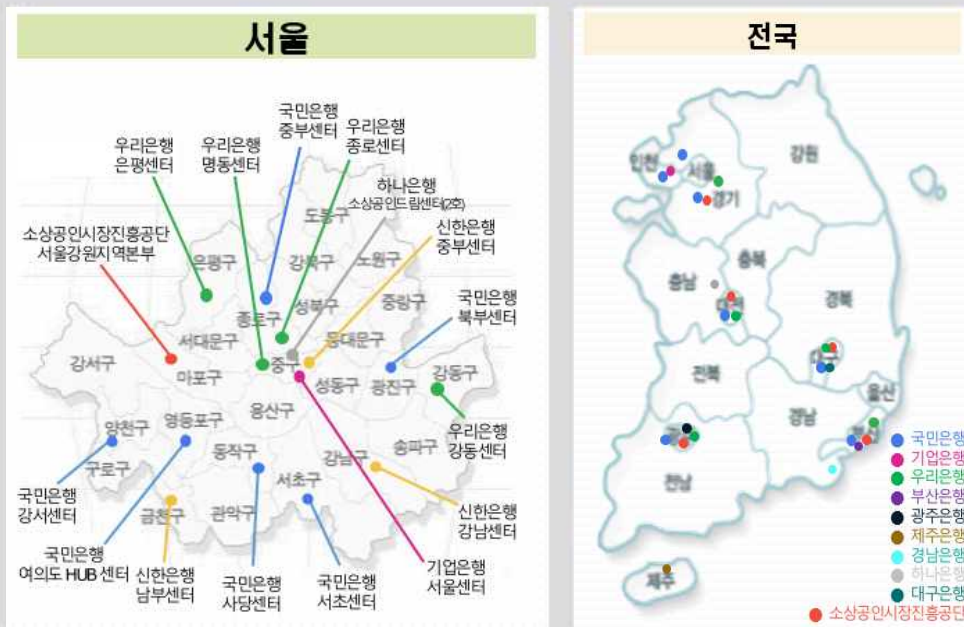 서울
국민은행
중부센터
우리은행
종로센터
우리은행
은평센터
우리은행
명동센터
하나은행
소상공인드림센터(2호)
신한은행
중부센터
소상공인시장진흥공단
서울강원지역본부
국민은행
북부센터
도봉구
은평구
강북구
노원구
성북구
중랑구
종로구
서대문구
동대문구
강서구
마포구
중구
성동구
광진구
강동구
용산구
양천구
영등포구
동작구
강남구
송파구
구로구
서초구
금천구
관악구
우리은행
강동센터
국민은행
강서센터
신한은행
강남센터
국민은행
여의도 HUB 센터
신한은행
남부센터
국민은행
사당센터
국민은행
서초센터
기업은행
서울센터
전국
인천
서울
강원
경기
충남
충북
대전
경북
전북
대구
울산
경남
부산
전남
제주
국민은행
기업은행
우리은행
부산은행
광주은행
제주은행
경남은행
하나은행
대구은행
소상공인시장진흥공단